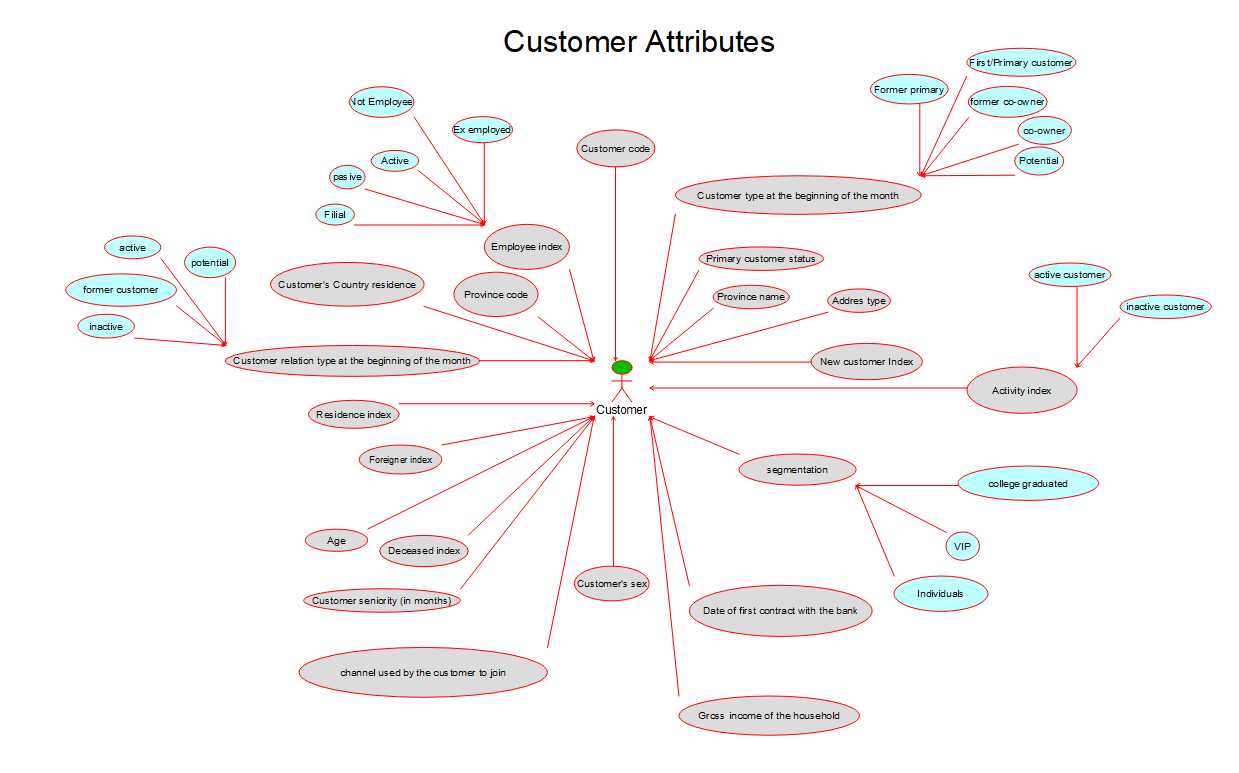 Customer Attributes
First/Primary customer
Former primary
Not Employee
former co-owner
Ex employed
co-owner
Customer code
Active
Potential
pasive
Customer type at the beginning of the month
Filial
Employee index
active
Primary customer status
potential
active customer
Customer's Country residence
former customer
Province code
Province name
Addres type
inactive customer
inactive
Customer relation type at the beginning of the month
New customer Index
Activity index
Customer
Residence index
Foreigner index
segmentation
college graduated
Age
Deceased index
VIP
Customer's sex
Individuals
Customer seniority (in months)
Date of first contract with the bank
channel used by the customer to join
Gross income of the household